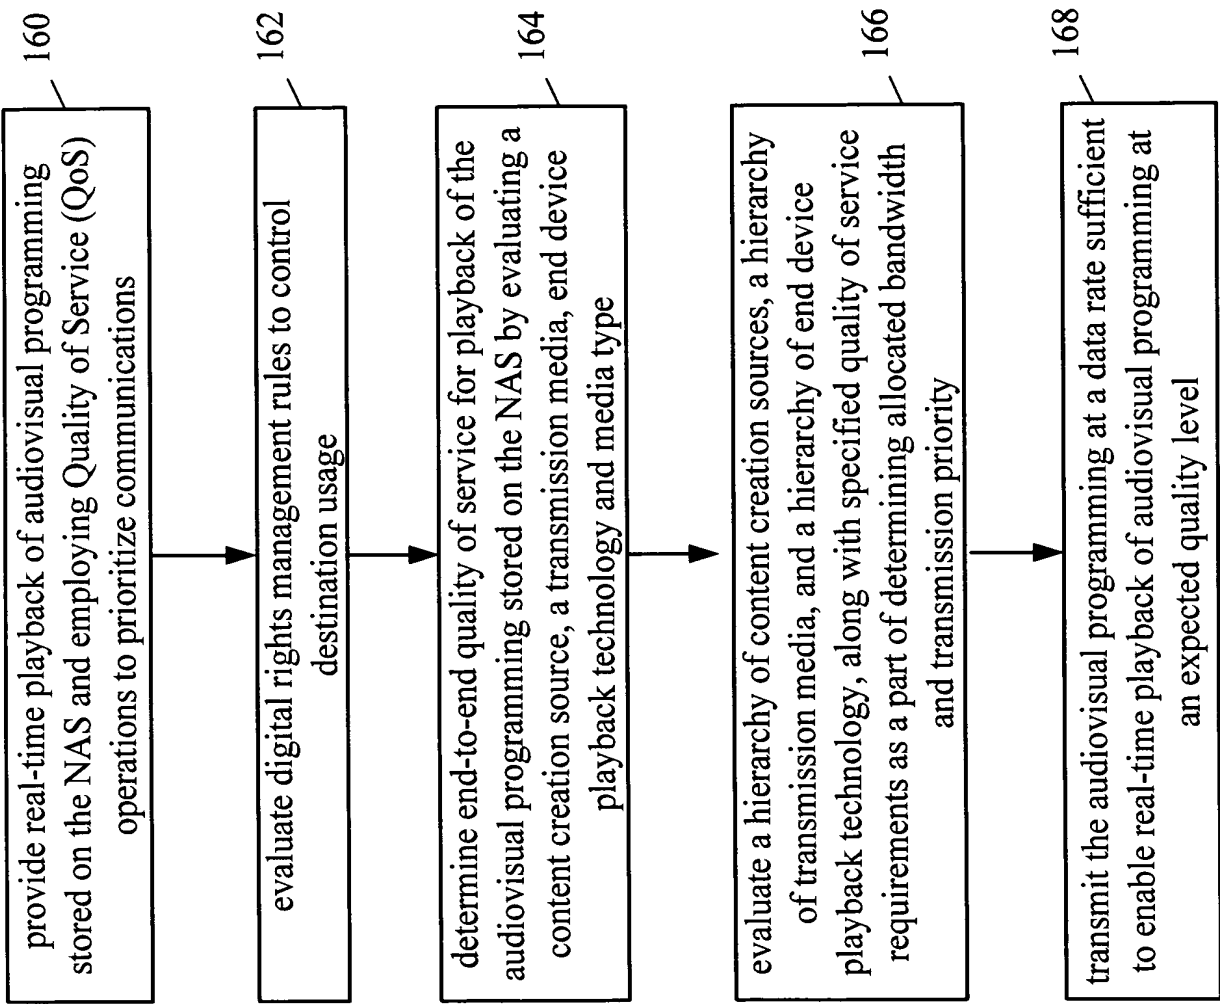 160
provide real-time playback of audiovisual programming
stored on the NAS and employing Quality of Service (QoS)
operations to prioritize communications
162
evaluate digital rights management rules to control
destination usage
164
determine end-to-end quality of service for playback of the
audiovisual programming stored on the NAS by evaluating a
content creation source, a transmission media, end device
playback technology and media type
166
evaluate a hierarchy of content creation sources, a hierarchy
of transmission media, and a hierarchy of end device
playback technology, along with specified quality of service
requirements as a part of determining allocated bandwidth
and transmission priority
168
transmit the audiovisual programming at a data rate sufficient
to enable real-time playback of audiovisual programming at
an expected quality level